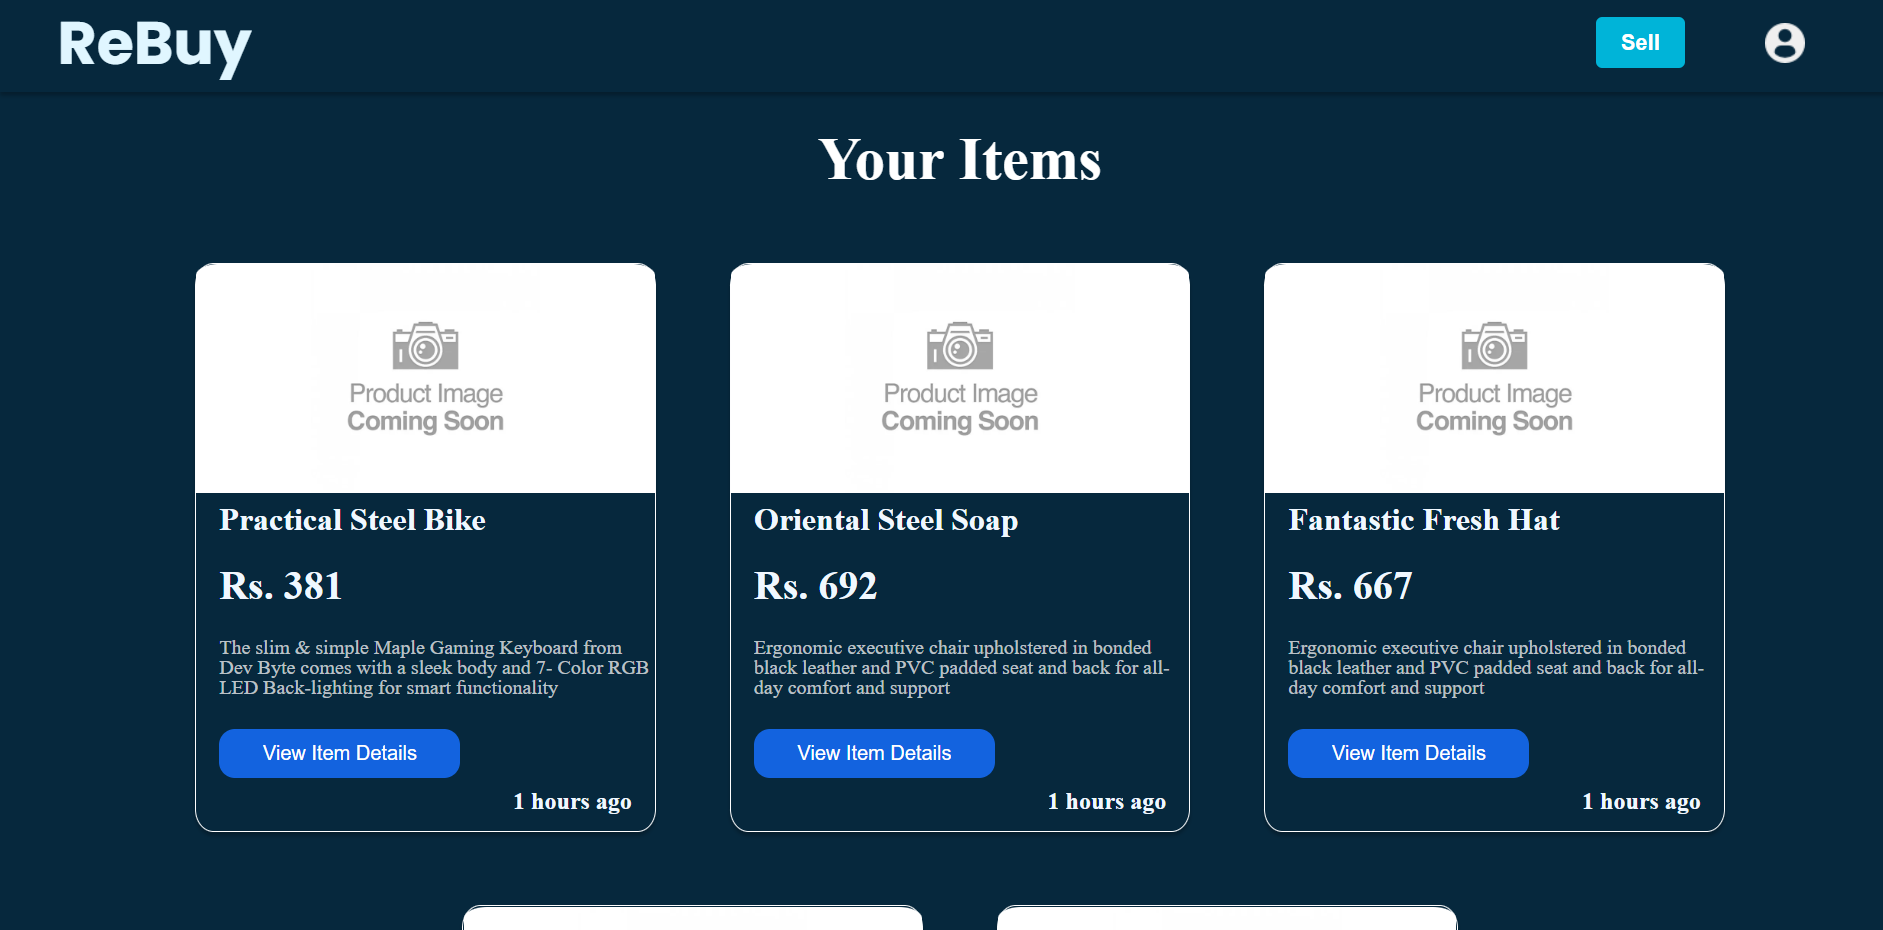 ReBuy
Sell
Your Items
Product Image
Coming Soon
Practical Steel Bike
Rs. 381
The slim & simple Maple Gaming Keyboard from
Dev Byte comes with a sleek body and 7- Color RGB
LED Back-lighting for smart functionality
View Item Details
1 hours ago
Product Image
Coming Soon
Oriental Steel Soap
Rs. 692
Ergonomic executive chair upholstered in bonded
black leather and PVC padded seat and back for all-
day comfort and support
View Item Details
1 hours ago
Product Image
Coming Soon
Fantastic Fresh Hat
Rs. 667
Ergonomic executive chair upholstered in bonded
black leather and PVC padded seat and back for all-
day comfort and support
View Item Details
1 hours ago